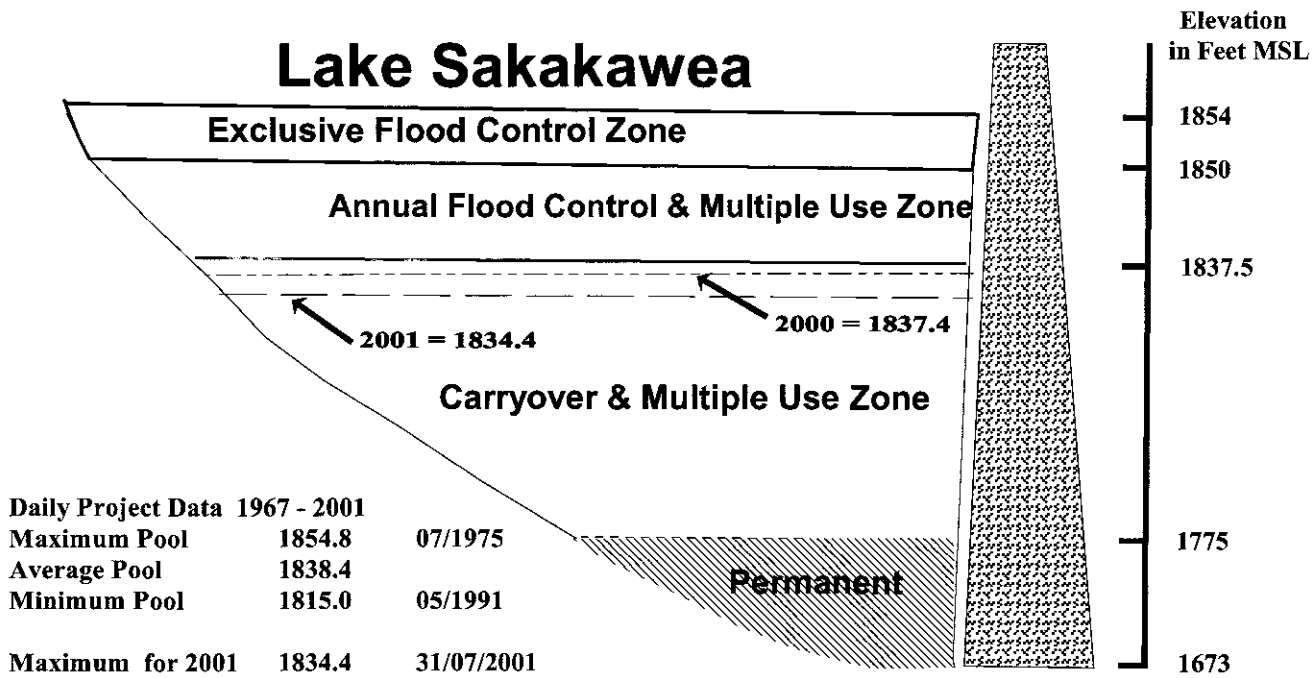 Elevation
in Feet MSL
Lake Sakakawea
1854
Exclusive Flood Control Zone
1850
Annual Flood Control & Multiple Use Zone
1837.5
2000 = 1837.4
2001 = 1834.4
Carryover & Multiple Use Zone
Daily Project Data 1967 - 2001
Maximum Pool 1854.8 07/1975
Average Pool 1838.4
Minimum Pool 1815.0 05/1991
Maximum for 2001 1834.4 31/07/2001
1775
Permanent
1673